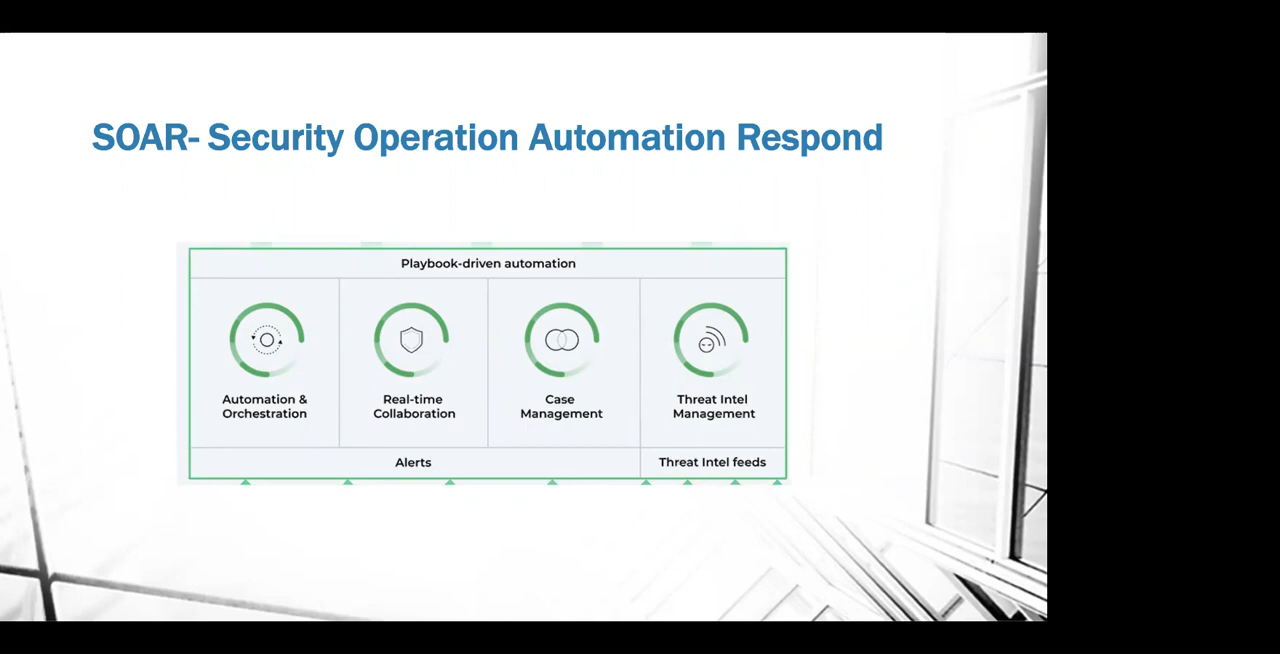 SOAR- Security Operation Automation Respond
Playbook-driven automation
Automation &
Orchestration
Real-time
Collaboration
Case
Management
Threat Intel
Management
Alerts
Threat Intel feeds